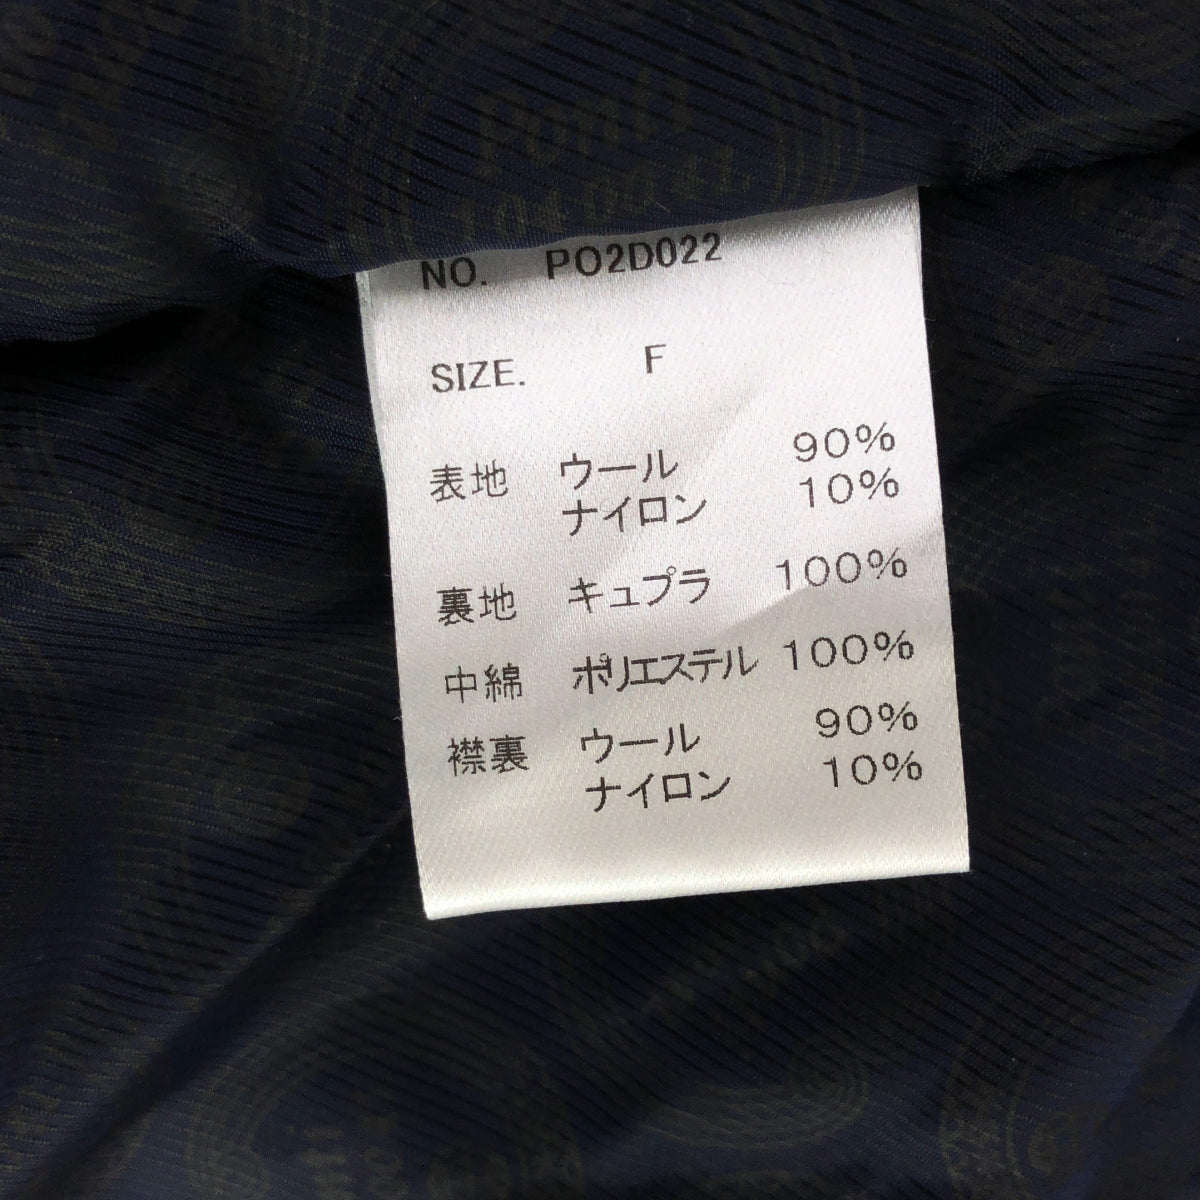 NO. PO2D022
SIZE. F
表地 ウール 90%
ナイロン 10%
裏地 キュプラ 100%
中綿 ポリエステル 100%
襟裏 ウール 90%
ナイロン 10%